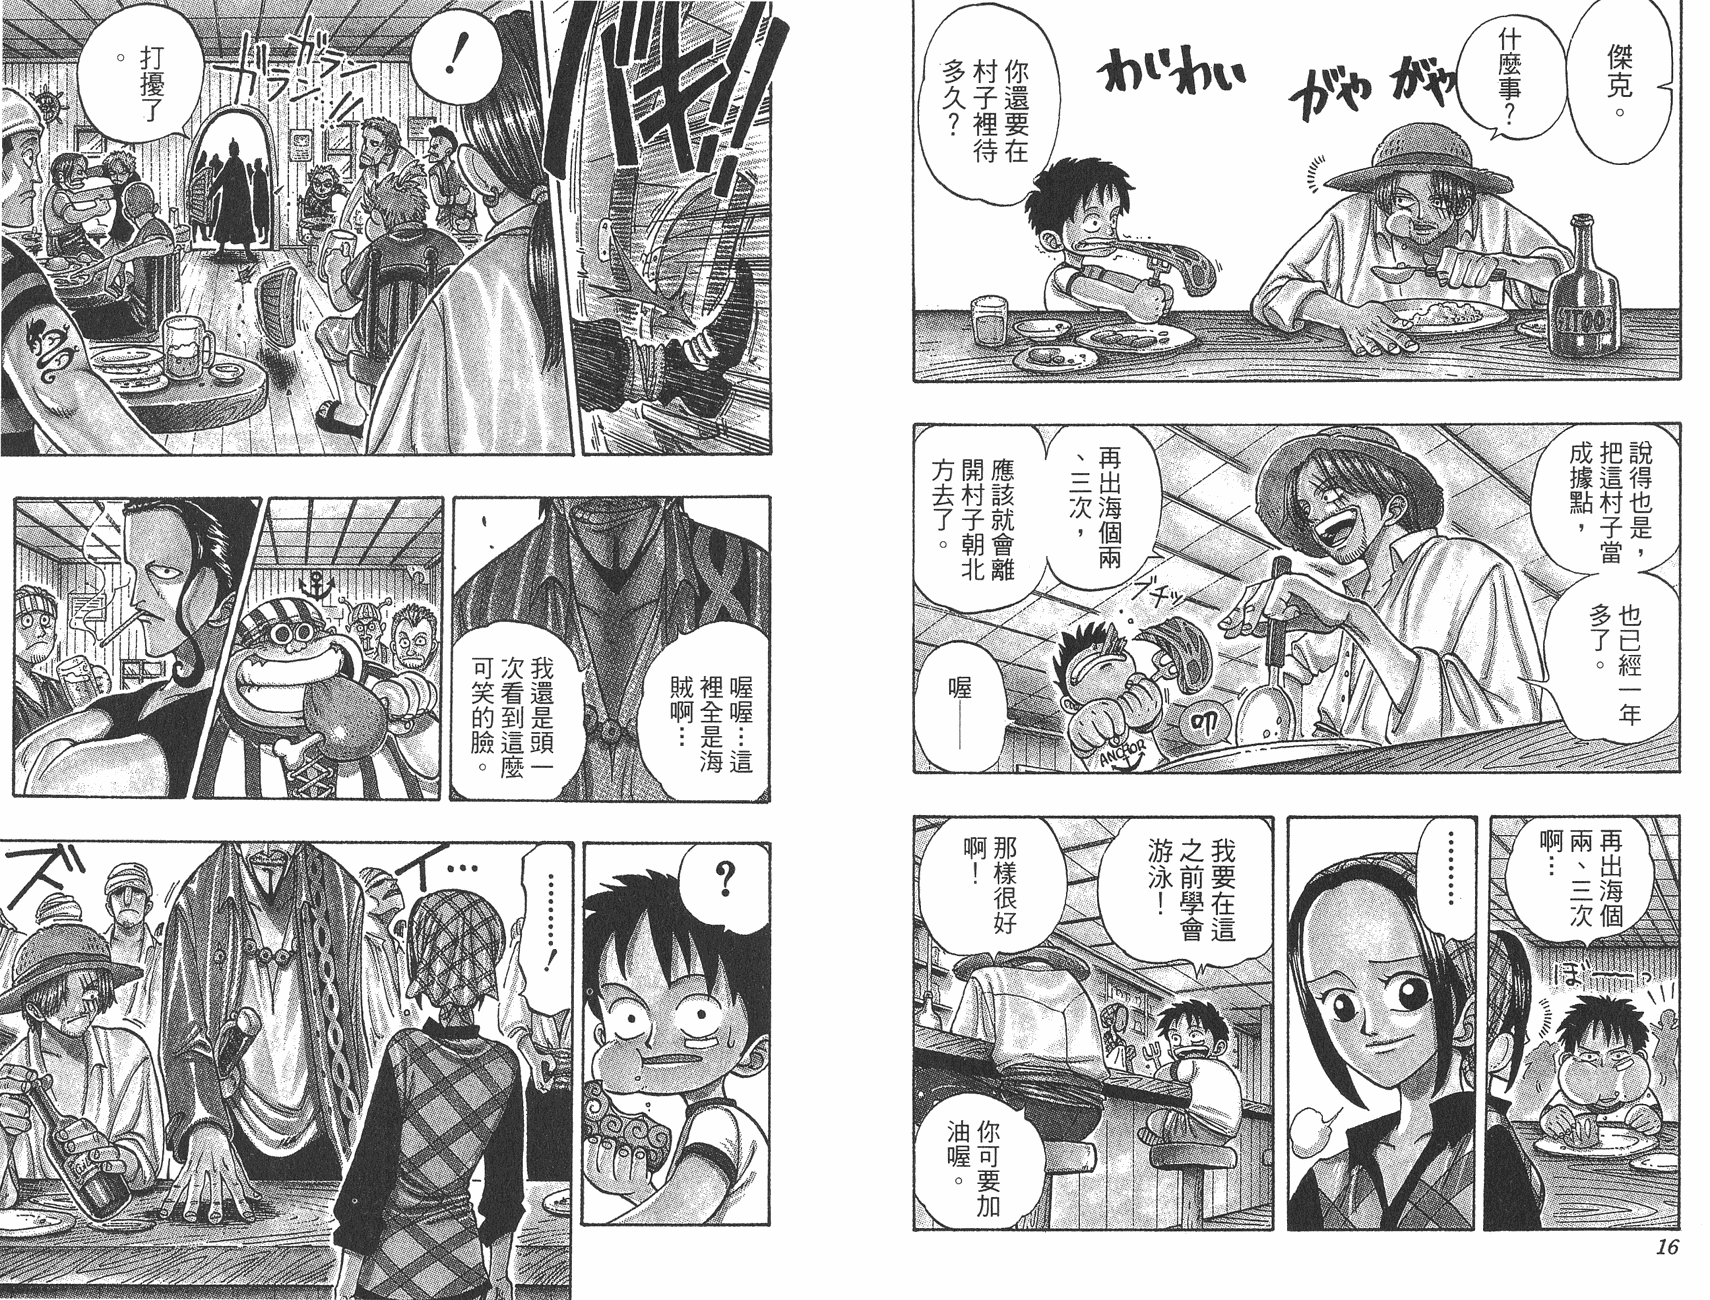 傑克。
什麼事？
がやがや
わいわい
你還要在
村子裡待
多久？
說得也是，
把這村子當
成據點，
也已經一年
多了。
再出海個兩
、三次，
應該就會離
開村子朝北
方去了。
ブチッ
叩
ANCHOR
喔——
再出海個
兩、三次
啊…
ぼーっ
………
我要在這
之前學會
游泳！
那樣很好
啊！
你可要加
油喔。
16
バキッ!!
！
ガラン
ガラン!!
打擾了
。
喔喔…這
裡全是海
賊啊…
我還是頭一
次看到這麼
可笑的臉。
？
………！
ズイ…